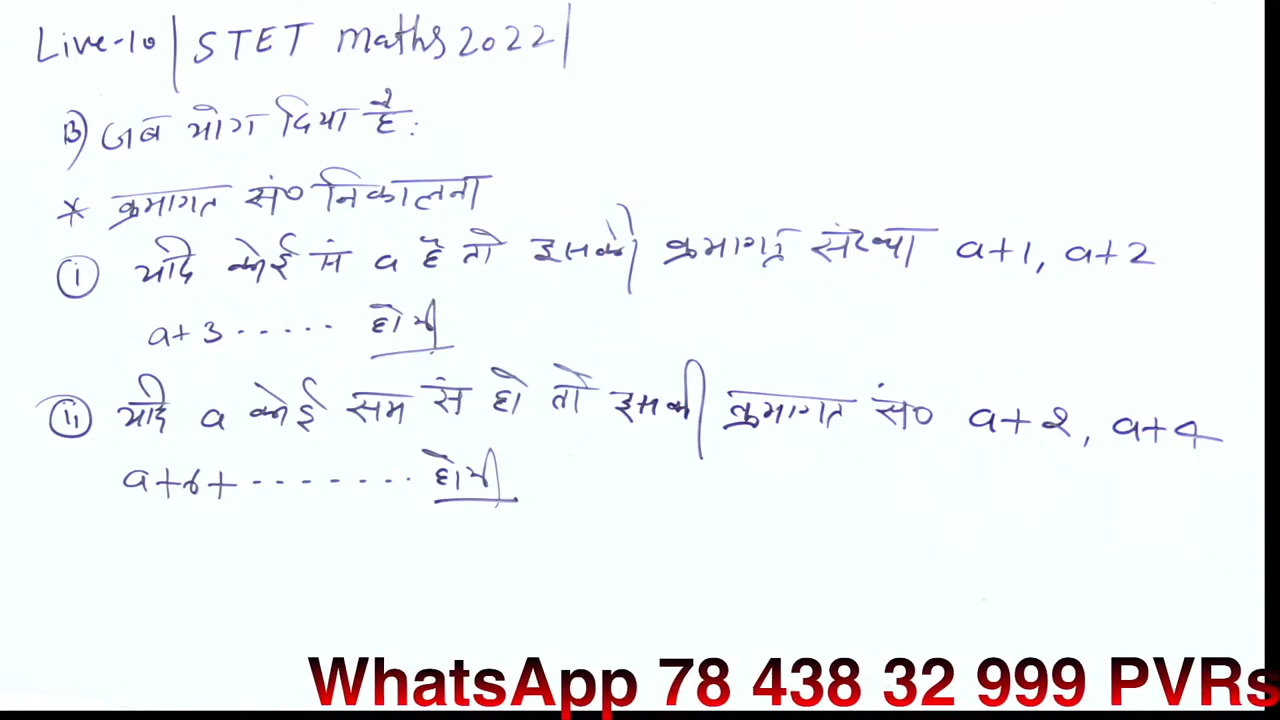 Live-10 | STET maths 2022 |
B) जब योग दिया है:
* क्रमागत सं० निकालना
(i) यदि कोई सं a है तो इसकी क्रमागत संख्या a+1, a+2
a+3 ..... होगी
(ii) यदि a कोई सम सं हो तो इसकी क्रमागत सं० a+2, a+4
a+6+ ........ होगी
WhatsApp 78 438 32 999 PVRs